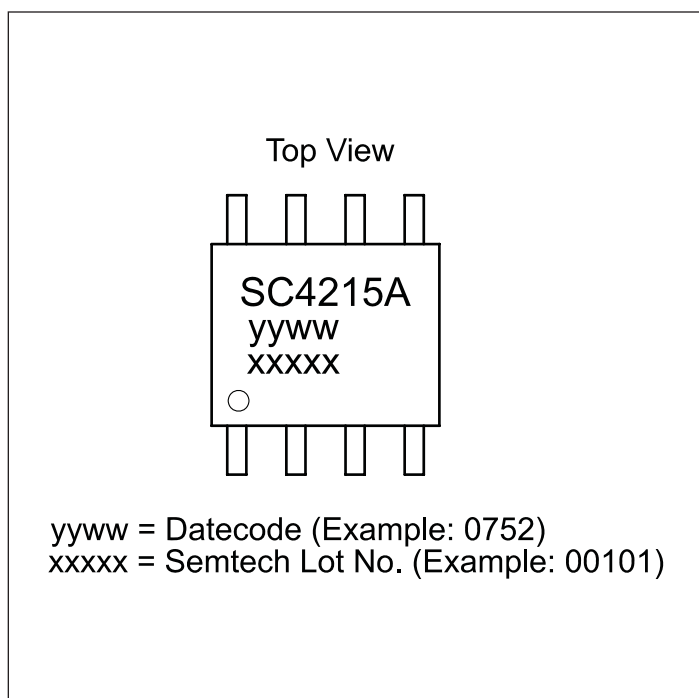 Top View
SC4215A
yyww
xxxxx
yyww = Datecode (Example: 0752)
xxxxx = Semtech Lot No. (Example: 00101)